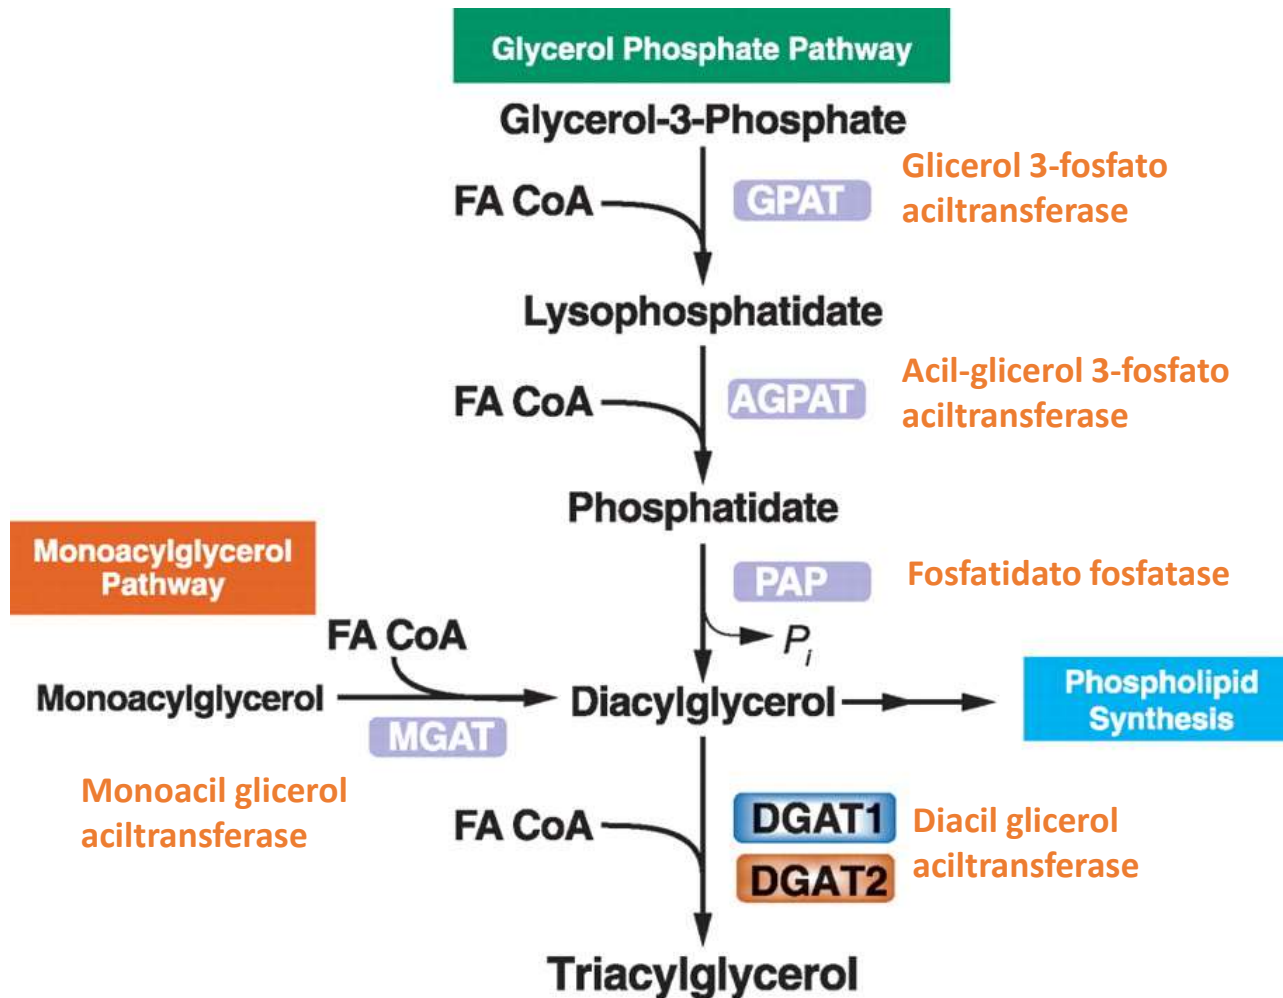 Glycerol Phosphate Pathway
Glycerol-3-Phosphate
FA CoA
GPAT
Glicerol 3-fosfato
aciltransferase
Lysophosphatidate
FA CoA
AGPAT
Acil-glicerol 3-fosfato
aciltransferase
Phosphatidate
Monoacylglycerol
Pathway
PAP
Fosfatidato fosfatase
FA CoA
Pi
Monoacylglycerol
MGAT
Diacylglycerol
Phospholipid
Synthesis
Monoacil glicerol
aciltransferase
FA CoA
DGAT1
DGAT2
Diacil glicerol
aciltransferase
Triacylglycerol